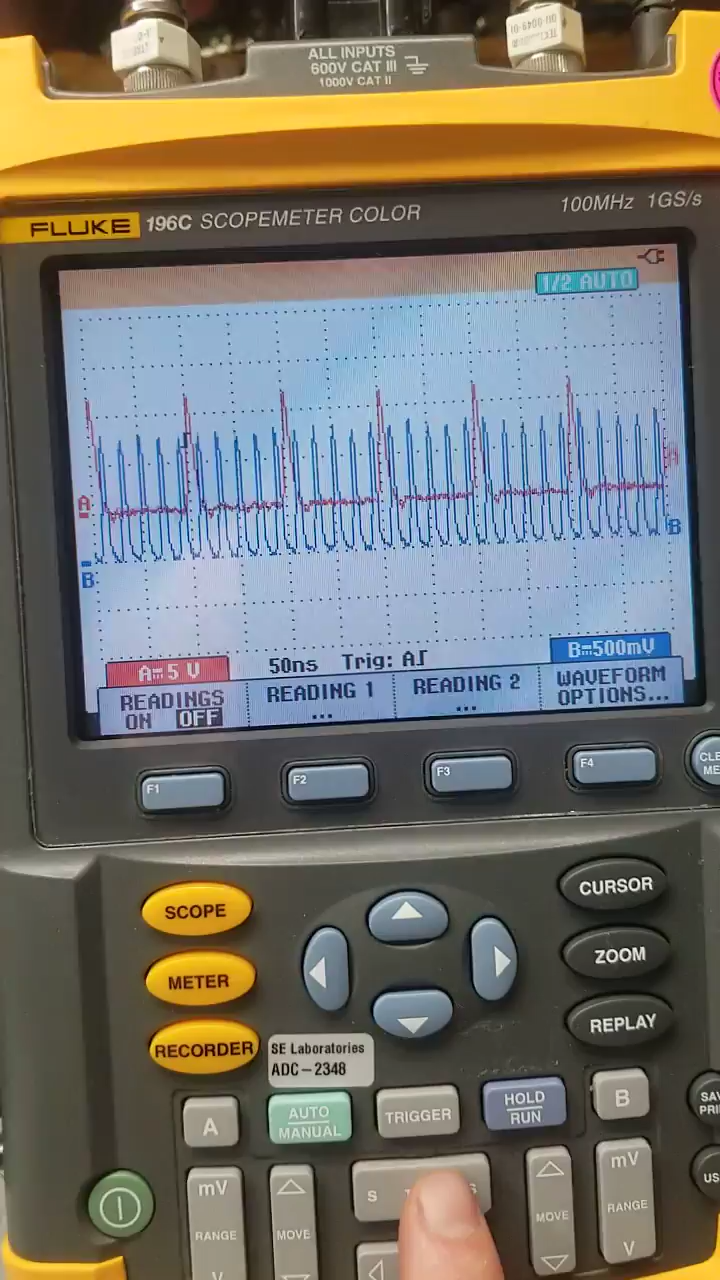 ALL INPUTS
600V CAT III
1000V CAT II
FLUKE 196C SCOPEMETER COLOR
100MHz 1GS/s
1/2 AUTO
A
A
B
B
A=5 V
50ns Trig: A
B=500mV
READINGS
ON OFF
READING 1
...
READING 2
...
WAVEFORM
OPTIONS...
F1
F2
F3
F4
SCOPE
METER
RECORDER
CURSOR
ZOOM
REPLAY
SE Laboratories
ADC-2348
A
AUTO
MANUAL
TRIGGER
HOLD
RUN
B
mV
RANGE
V
MOVE
S
MOVE
mV
RANGE
V